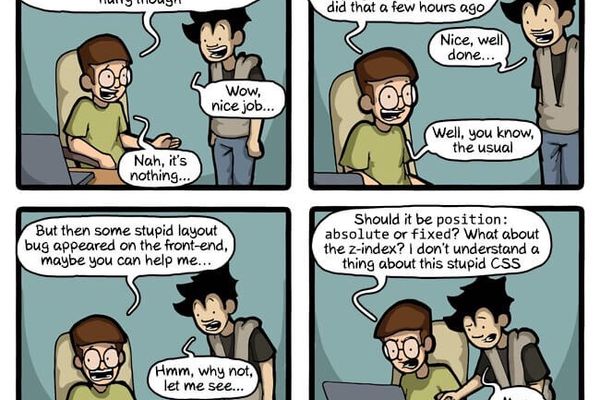 hurry though
Wow,
nice job...
Nah, it's
nothing...
did that a few hours ago
Nice, well
done...
Well, you know,
the usual
But then some stupid layout
bug appeared on the front-end,
maybe you can help me...
Hmm, why not,
let me see...
Should it be position:
absolute or fixed? What about
the z-index? I don't understand a
thing about this stupid CSS